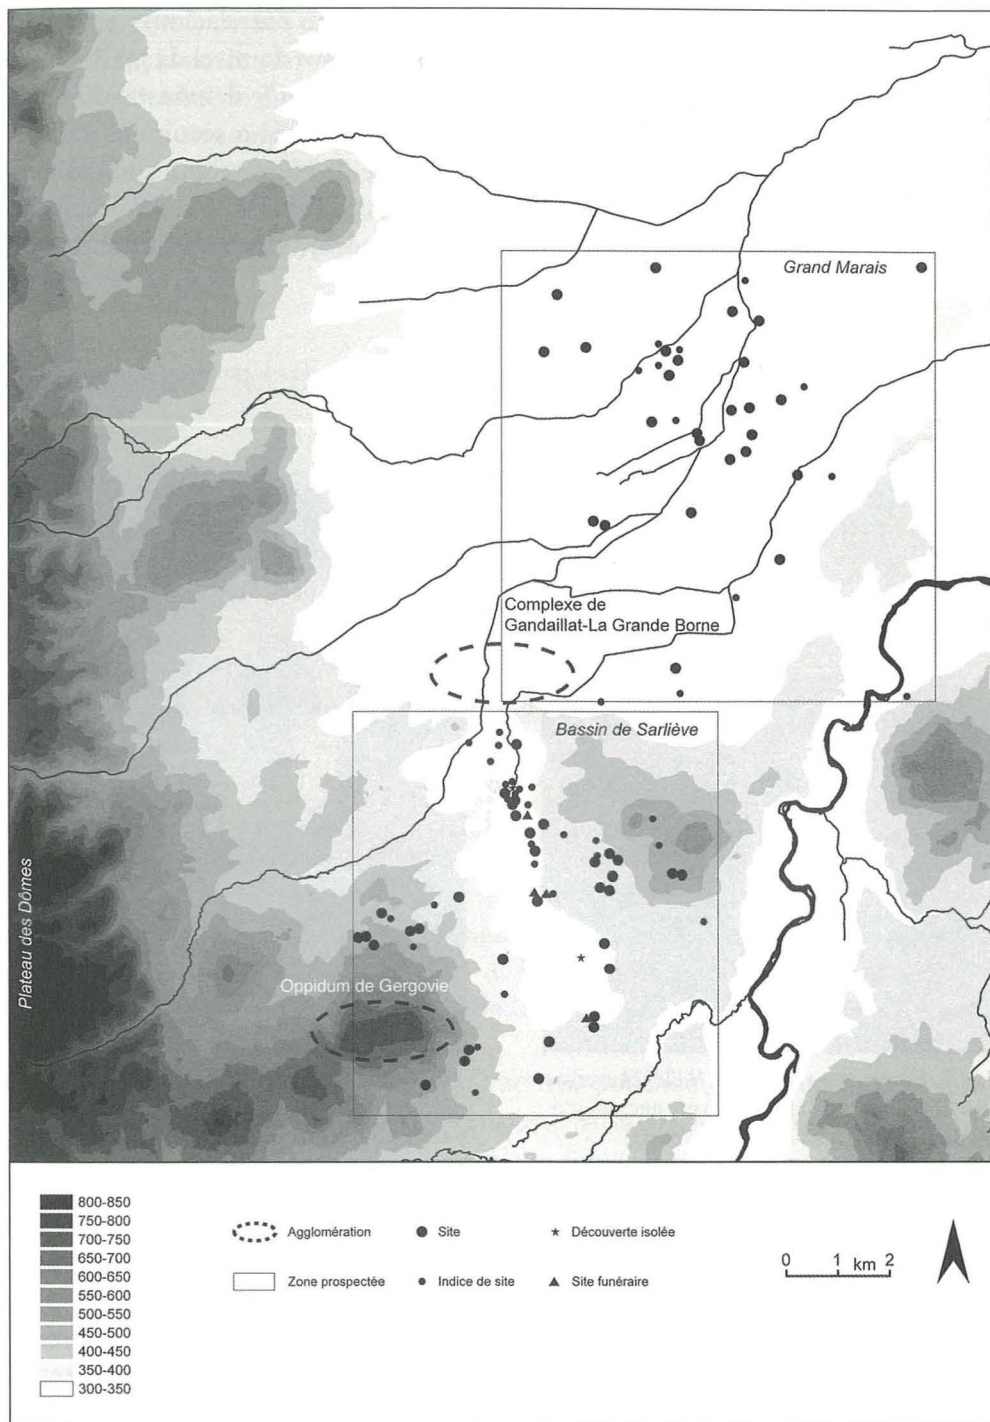 Grand Marais
Complexe de
Gandaillat-La Grande Borne
Bassin de Sarliève
Plateau des Dômes
Oppidum de Gergovie
800-850
750-800
700-750
650-700
600-650
550-600
500-550
450-500
400-450
350-400
300-350
Agglomération
Site
Découverte isolée
Zone prospectée
Indice de site
Site funéraire
0 1 km 2